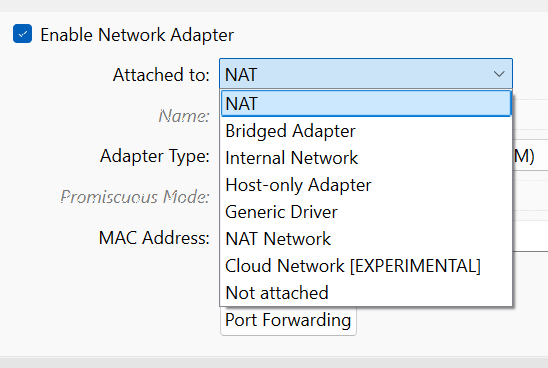 Enable Network Adapter
Attached to: NAT
NAT
Name:
Bridged Adapter
Internal Network
Adapter Type: M)
Host-only Adapter
Promiscuous Mode:
Generic Driver
MAC Address:
NAT Network
Cloud Network [EXPERIMENTAL]
Not attached
Port Forwarding